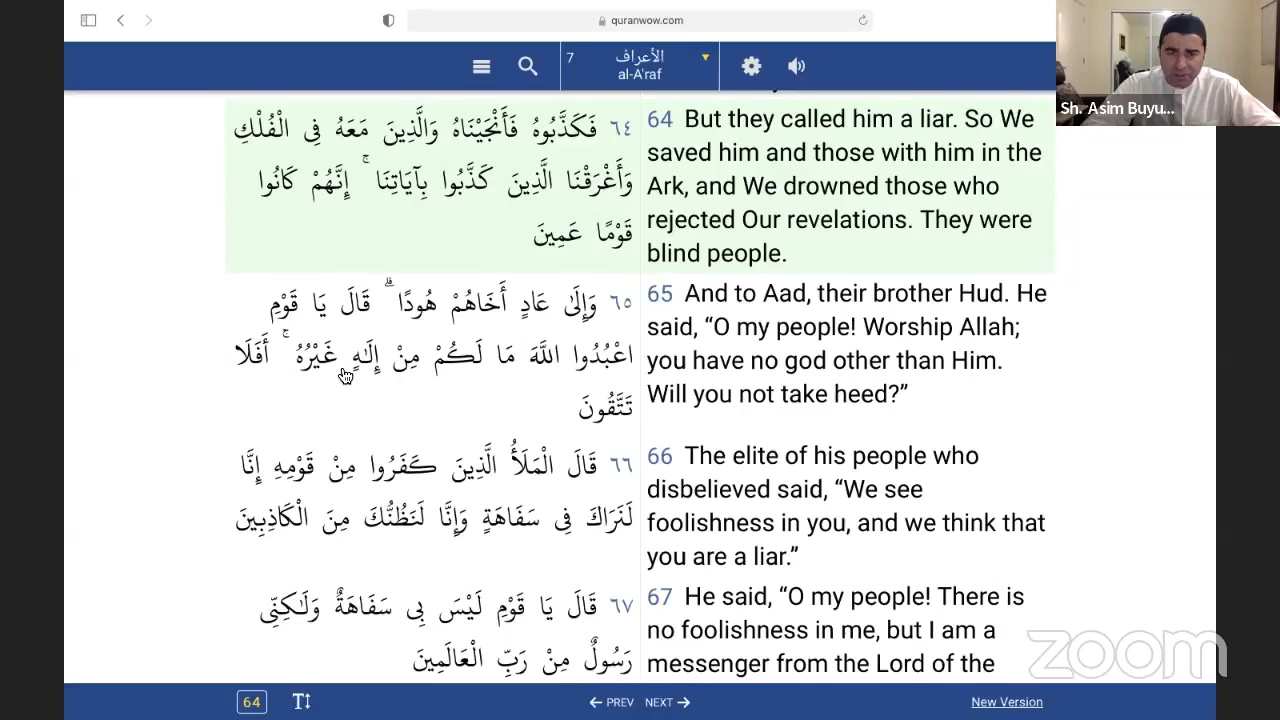 quranwow.com
7
الأعراف
al-A'raf
Sh. Asim Buyu...
٦٤ فَكَذَّبُوهُ فَأَنْجَيْنَاهُ وَالَّذِينَ مَعَهُ فِى الْفُلْكِ
وَأَغْرَقْنَا الَّذِينَ كَذَّبُوا بِآيَاتِنَا ۚ إِنَّهُمْ كَانُوا
قَوْمًا عَمِينَ
64 But they called him a liar. So We
saved him and those with him in the
Ark, and We drowned those who
rejected Our revelations. They were
blind people.
٦٥ وَإِلَىٰ عَادٍ أَخَاهُمْ هُودًا ۗ قَالَ يَا قَوْمِ
اعْبُدُوا اللَّهَ مَا لَكُمْ مِنْ إِلَٰهٍ غَيْرُهُ ۚ أَفَلَا
تَتَّقُونَ
65 And to Aad, their brother Hud. He
said, “O my people! Worship Allah;
you have no god other than Him.
Will you not take heed?”
٦٦ قَالَ الْمَلَأُ الَّذِينَ كَفَرُوا مِنْ قَوْمِهِ إِنَّا
لَنَرَاكَ فِى سَفَاهَةٍ وَإِنَّا لَنَظُنُّكَ مِنَ الْكَاذِبِينَ
66 The elite of his people who
disbelieved said, “We see
foolishness in you, and we think that
you are a liar.”
٦٧ قَالَ يَا قَوْمِ لَيْسَ بِى سَفَاهَةٌ وَلَٰكِنِّى
رَسُولٌ مِنْ رَبِّ الْعَالَمِينَ
67 He said, “O my people! There is
no foolishness in me, but I am a
messenger from the Lord of the
zoom
64
T
PREV NEXT
New Version